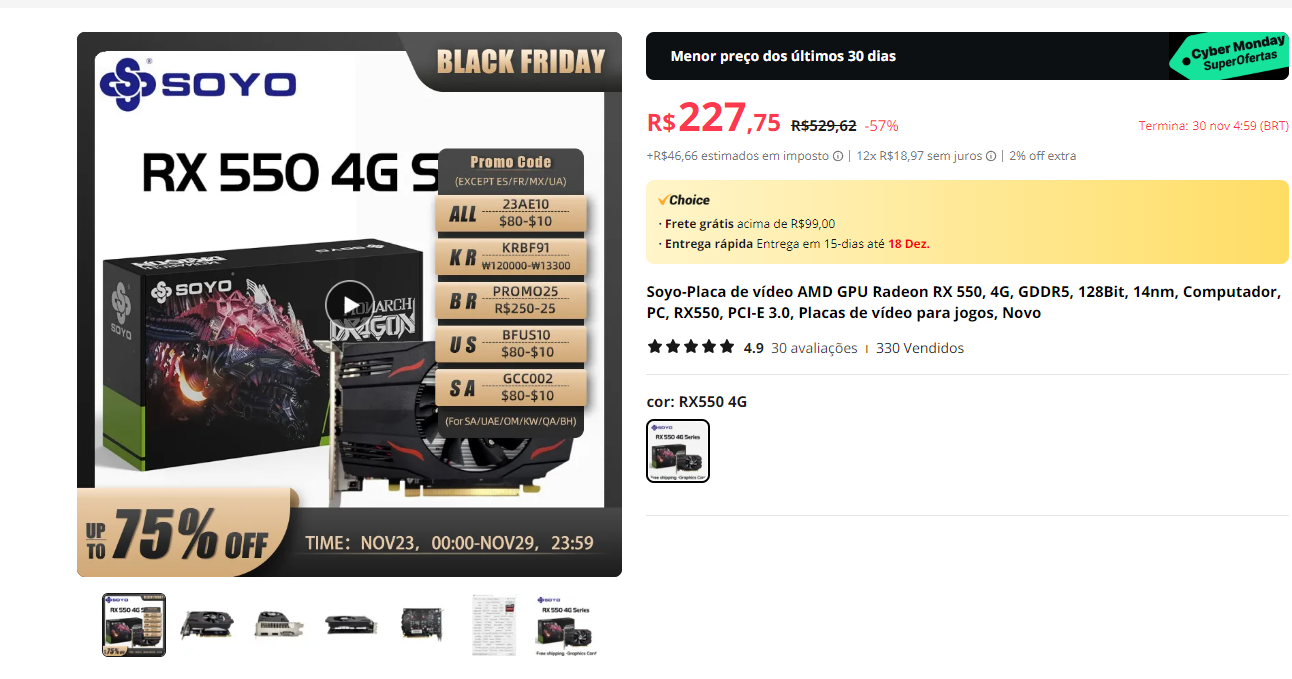 BLACK FRIDAY
SOYO®
RX 550 4G S
Promo Code
(EXCEPT ES/FR/MX/UA)
ALL 23AE10
$80-$10
KR KRBF91
₩120000-₩13300
BR PROMO25
R$250-25
US BFUS10
$80-$10
SA GCC002
$80-$10
(For SA/UAE/OM/KW/QA/BH)
SOYO
SOYO
SOYO
DRAGON
UP TO 75% OFF
TIME: NOV23, 00:00-NOV29, 23:59
Menor preço dos últimos 30 dias
Cyber Monday
SuperOfertas
R$227,75 R$529,62 -57%
Termina: 30 nov 4:59 (BRT)
+R$46,66 estimados em imposto | 12x R$18,97 sem juros | 2% off extra
Choice
· Frete grátis acima de R$99,00
· Entrega rápida Entrega em 15-dias até 18 Dez.
Soyo-Placa de vídeo AMD GPU Radeon RX 550, 4G, GDDR5, 128Bit, 14nm, Computador,
PC, RX550, PCI-E 3.0, Placas de vídeo para jogos, Novo
4.9 30 avaliações 330 Vendidos
cor: RX550 4G
SOYO
RX 550 4G Series
Free shipping Graphics Card
SOYO
RX 550 4G S
75% OFF
SOYO
RX 550 4G Series
Free shipping Graphics Card